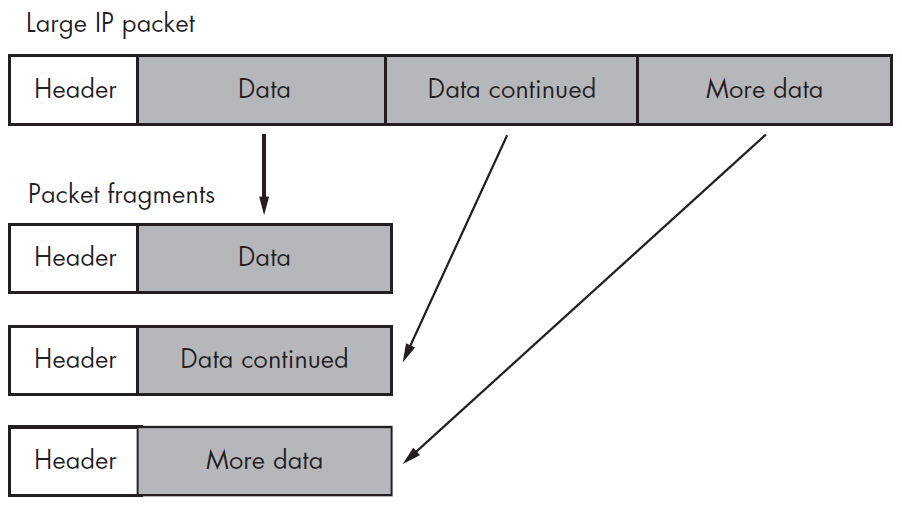 Large IP packet
Header Data Data continued More data
Packet fragments
Header Data
Header Data continued
Header More data